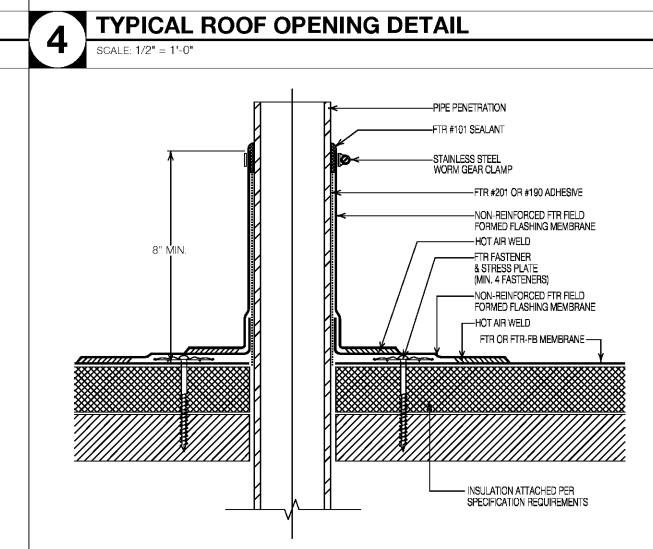 4
TYPICAL ROOF OPENING DETAIL
SCALE: 1/2" = 1'-0"
PIPE PENETRATION
FTR #101 SEALANT
STAINLESS STEEL
WORM GEAR CLAMP
FTR #201 OR #190 ADHESIVE
NON-REINFORCED FTR FIELD
FORMED FLASHING MEMBRANE
HOT AIR WELD
8" MIN.
FTR FASTENER
& STRESS PLATE
(MIN. 4 FASTENERS)
NON-REINFORCED FTR FIELD
FORMED FLASHING MEMBRANE
HOT AIR WELD
FTR OR FTR-FB MEMBRANE
INSULATION ATTACHED PER
SPECIFICATION REQUIREMENTS